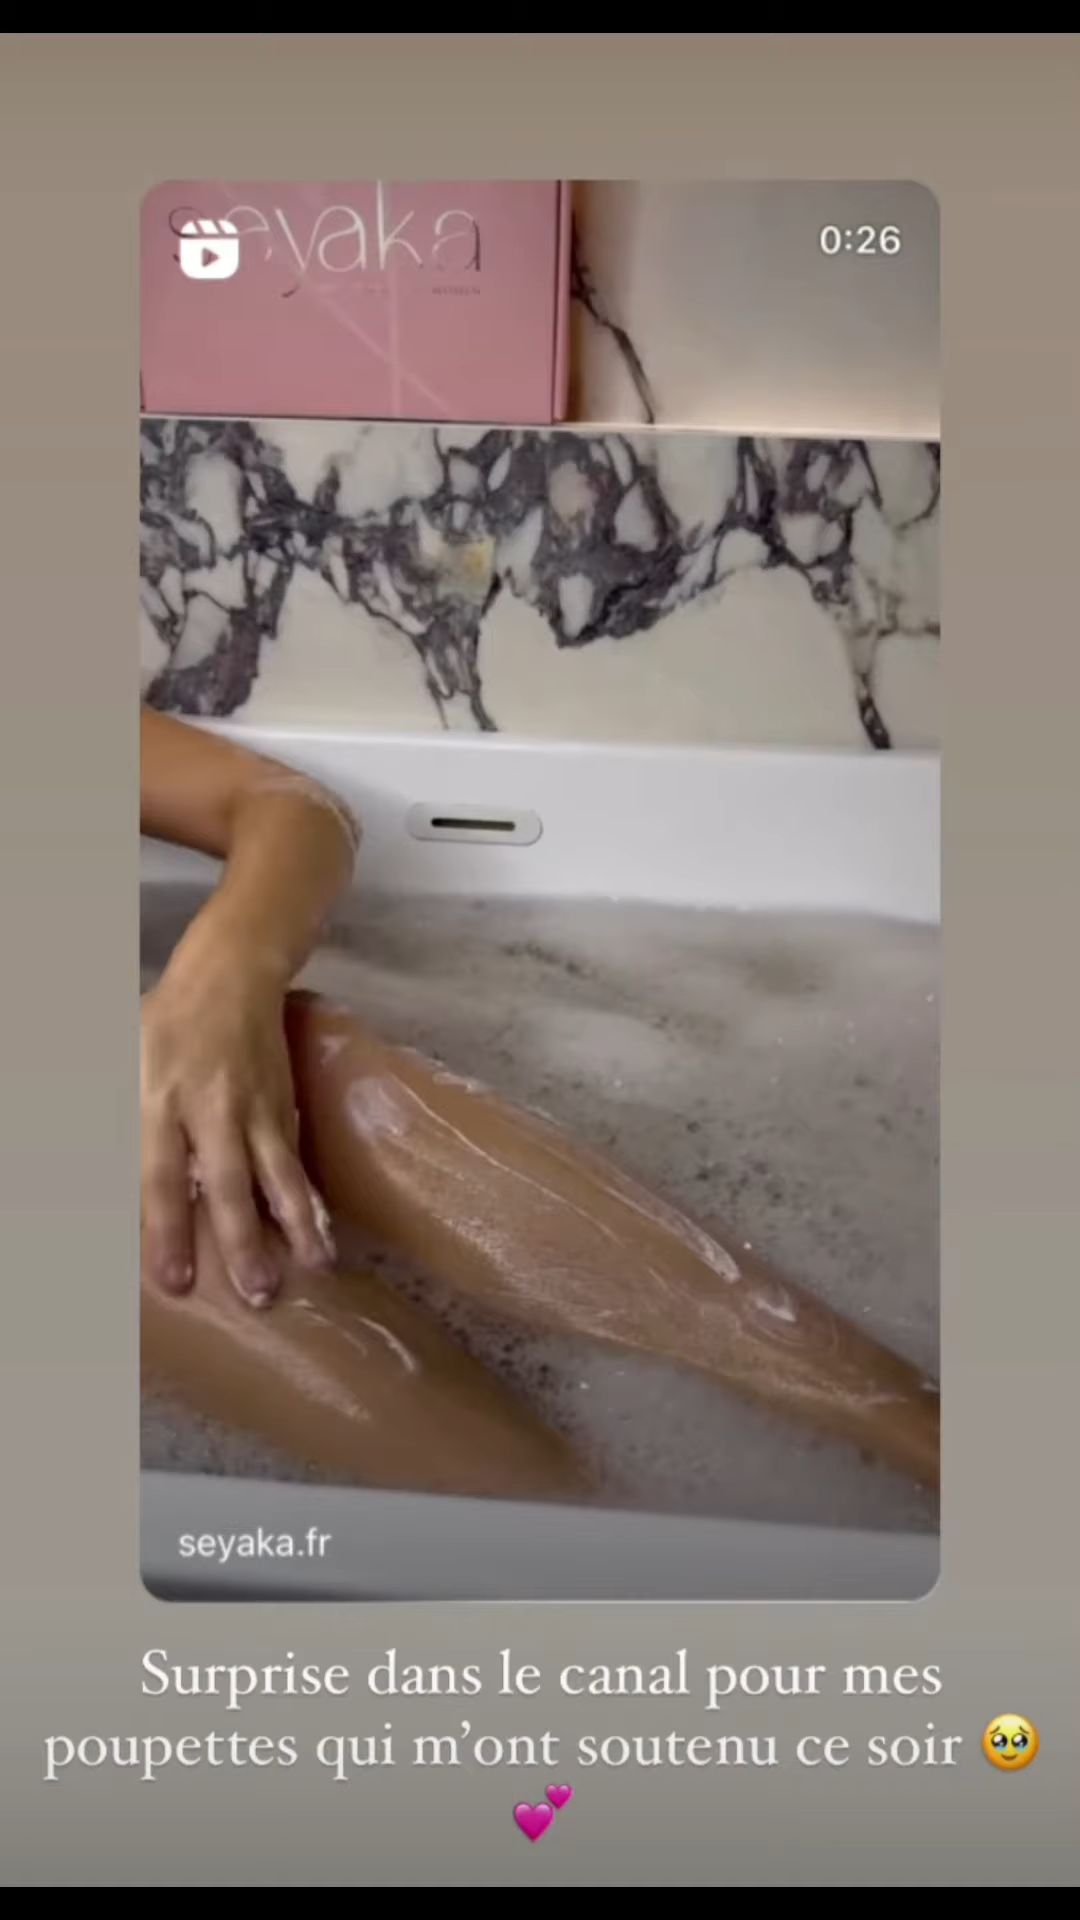 seyaka
0:26
seyaka.fr
Surprise dans le canal pour mes
poupettes qui m’ont soutenu ce soir 🥹
💕